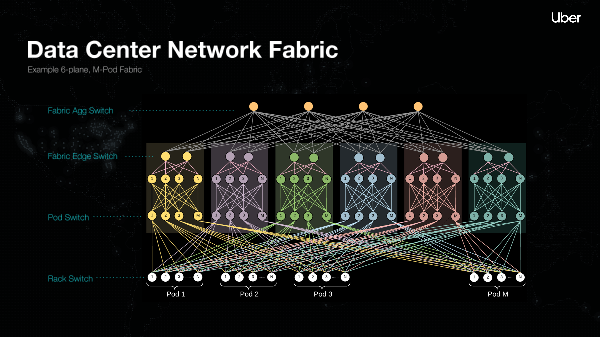 Uber
Data Center Network Fabric
Example 6-plane, M-Pod Fabric
Fabric Agg Switch
Fabric Edge Switch
Pod Switch
Rack Switch
Pod 1
Pod 2
Pod 3
Pod M